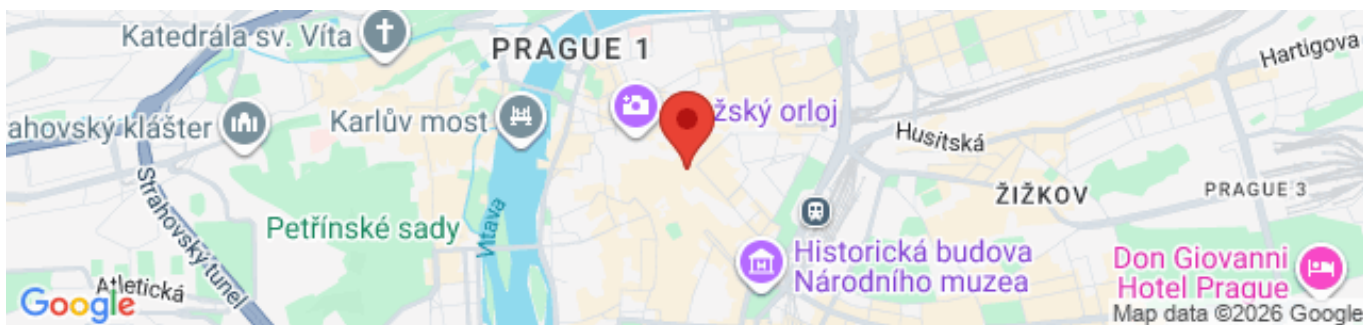 Katedrála sv. Víta
PRAGUE 1
Hartigova
ahovský klášter
Karlův most
žský orloj
Husitská
Strahovský tunel
Petřínské sady
Vltava
ŽIŽKOV
PRAGUE 3
Historická budova
Národního muzea
Don Giovanni
Hotel Prague
Atletická
Google
Map data ©2026 Google